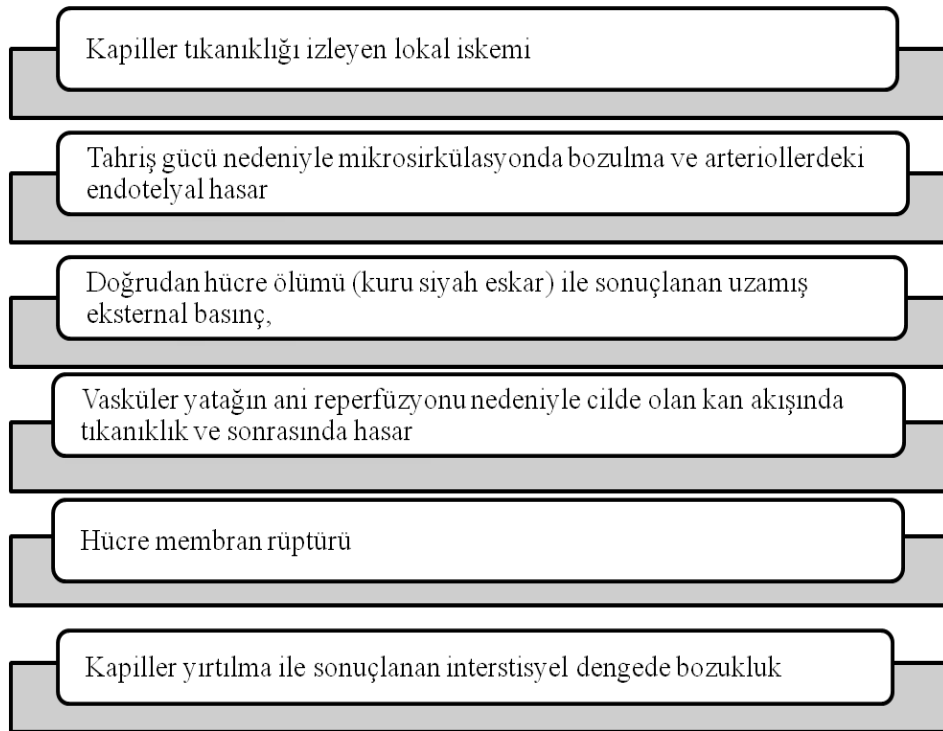 Kapiller tıkanıklığı izleyen lokal iskemi
Tahriş gücü nedeniyle mikrosirkülasyonda bozulma ve arteriollerdeki
endotelyal hasar
Doğrudan hücre ölümü (kuru siyah eskar) ile sonuçlanan uzamış
eksternal basınç,
Vasküler yatağın ani reperfüzyonu nedeniyle cilde olan kan akışında
tıkanıklık ve sonrasında hasar
Hücre membran rüptürü
Kapiller yırtılma ile sonuçlanan interstisyel dengede bozukluk